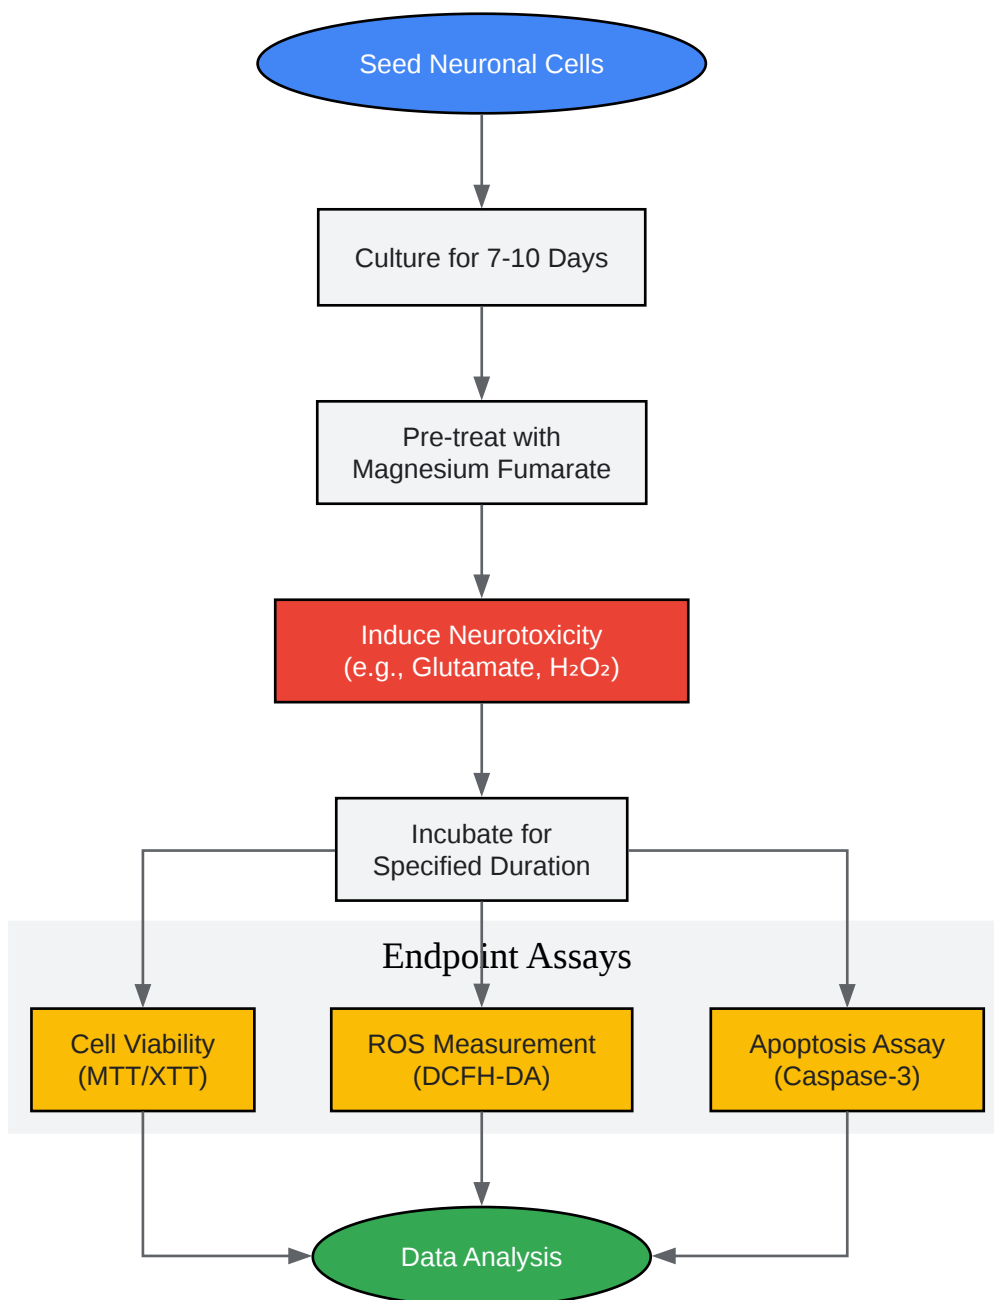 Seed Neuronal Cells
Culture for 7-10 Days
Pre-treat with
Magnesium Fumarate
Induce Neurotoxicity
(e.g., Glutamate, H₂O₂)
Incubate for
Specified Duration
Endpoint Assays
Cell Viability
(MTT/XTT)
ROS Measurement
(DCFH-DA)
Apoptosis Assay
(Caspase-3)
Data Analysis